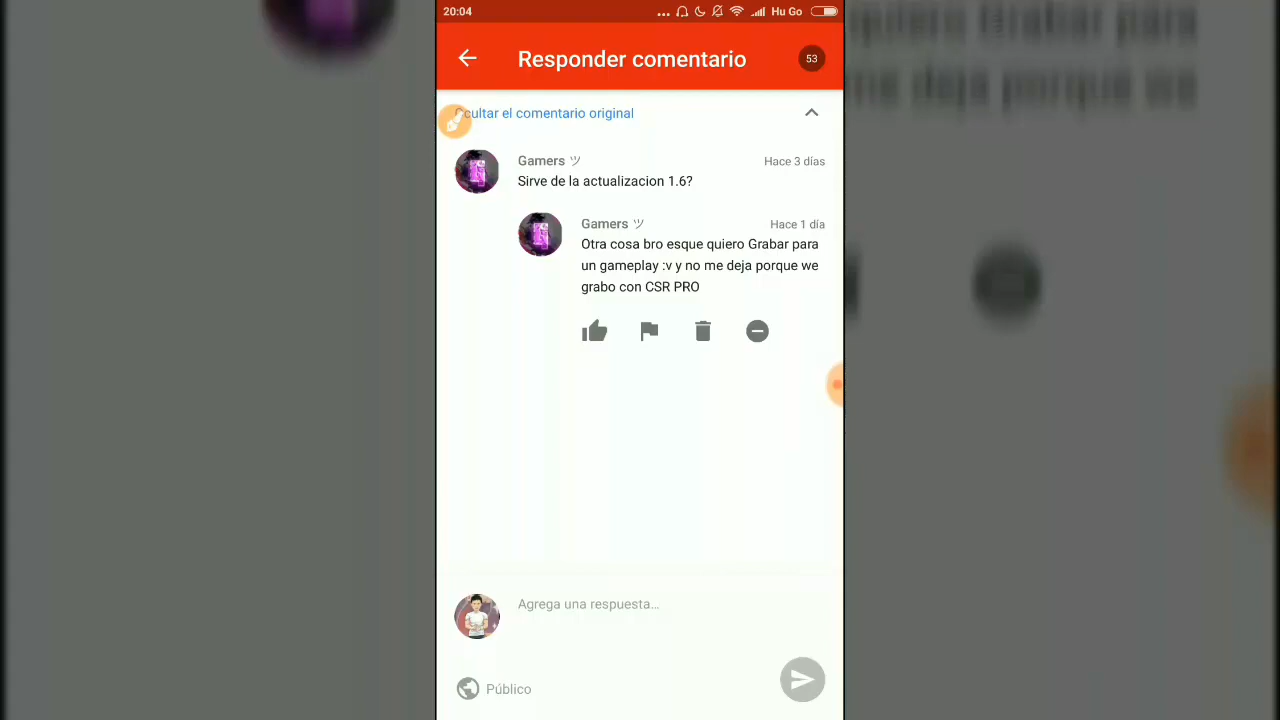 20:04
... Hu Go
Responder comentario
53
cultar el comentario original
Gamers ツ
Hace 3 días
Sirve de la actualizacion 1.6?
Gamers ツ
Hace 1 día
Otra cosa bro esque quiero Grabar para
un gameplay :v y no me deja porque we
grabo con CSR PRO
Agrega una respuesta...
Público